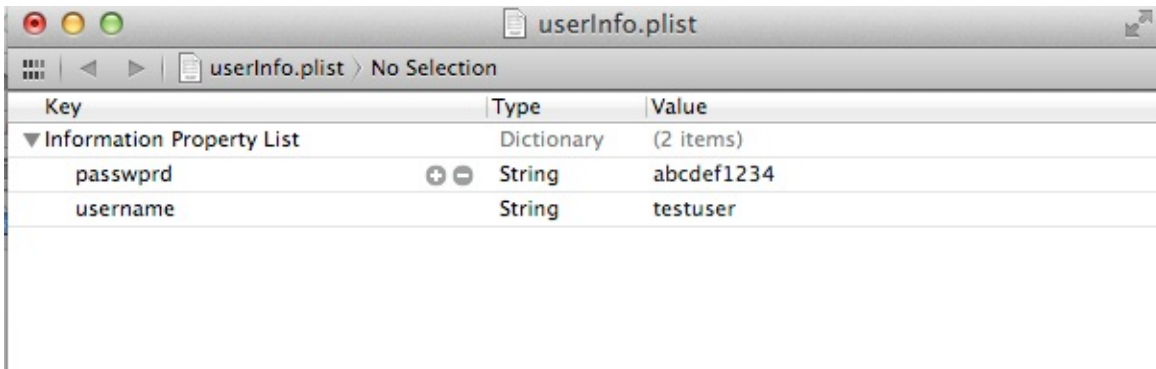 userInfo.plist
userInfo.plist No Selection
Key Type Value
Information Property List Dictionary (2 items)
passwprd String abcdef1234
username String testuser